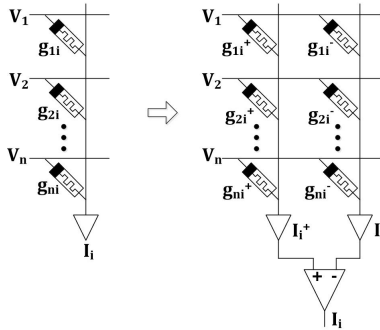 V₁ V₁
g₁ᵢ g₁ᵢ⁺ g₁ᵢ⁻
V₂ V₂
g₂ᵢ g₂ᵢ⁺ g₂ᵢ⁻
Vₙ Vₙ
gₙᵢ gₙᵢ⁺ gₙᵢ⁻
Iᵢ⁺ I
Iᵢ + -
Iᵢ